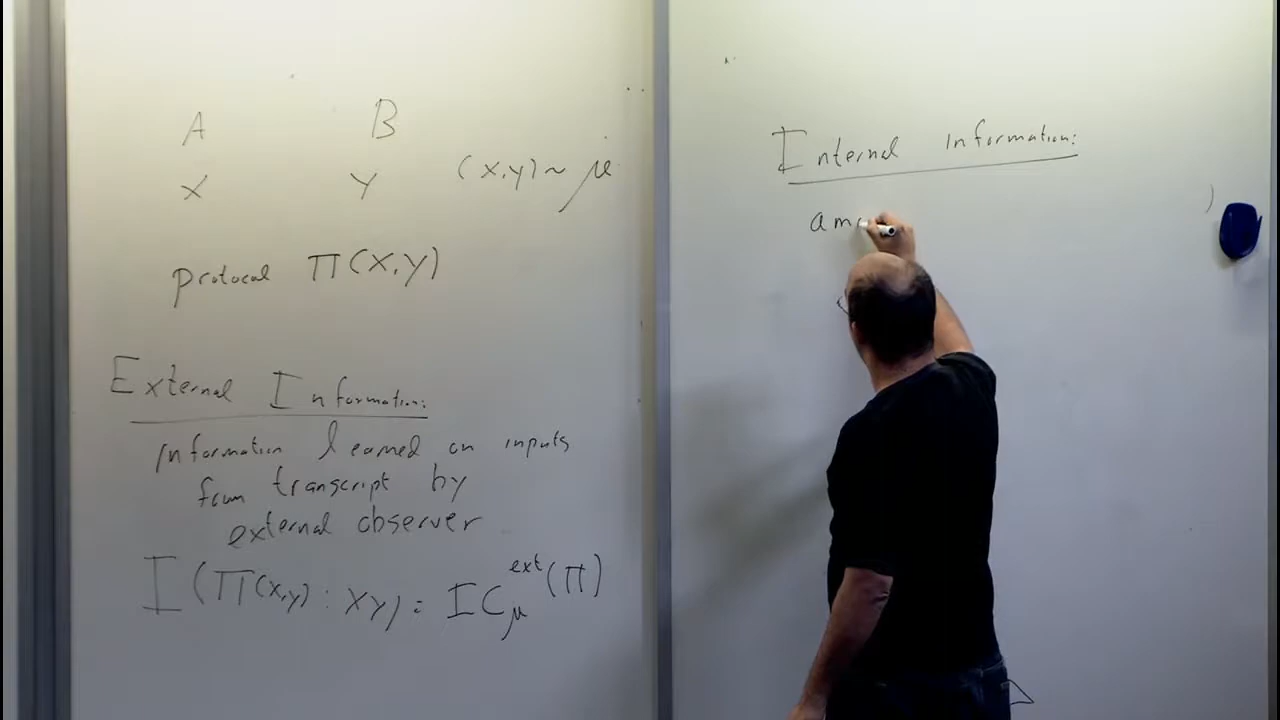 A B
X Y (X,Y) ~ μ
protocol Π(X,Y)
External Information:
information learned on inputs
from transcript by
external observer
I(Π(X,Y) : XY) = IC_μ^ext(Π)
Internal Information:
amo